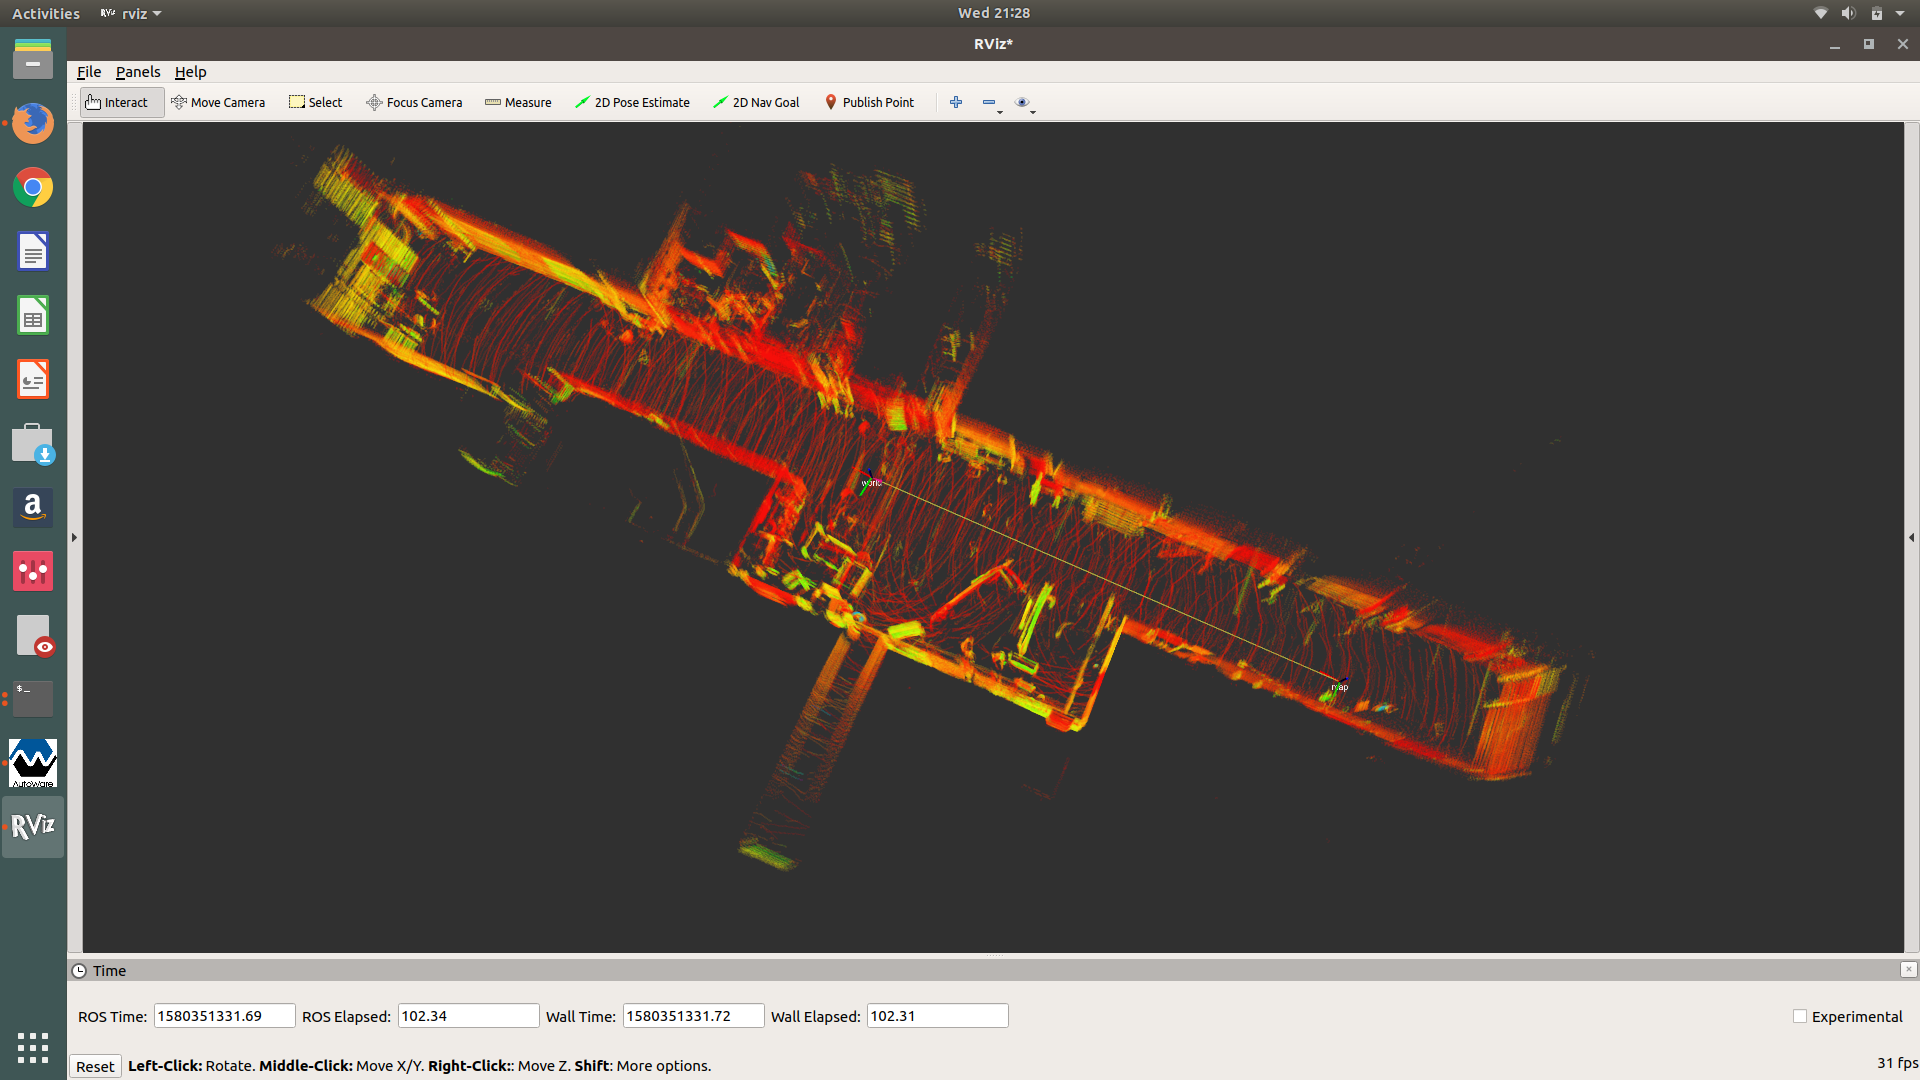 Activities RViz rviz Wed 21:28
RViz*
File Panels Help
Interact Move Camera Select Focus Camera Measure 2D Pose Estimate 2D Nav Goal Publish Point
world
map
a
$_
AutoWare
RViz
Time
ROS Time: 1580351331.69 ROS Elapsed: 102.34 Wall Time: 1580351331.72 Wall Elapsed: 102.31 Experimental
Reset Left-Click: Rotate. Middle-Click: Move X/Y. Right-Click:: Move Z. Shift: More options. 31 fps